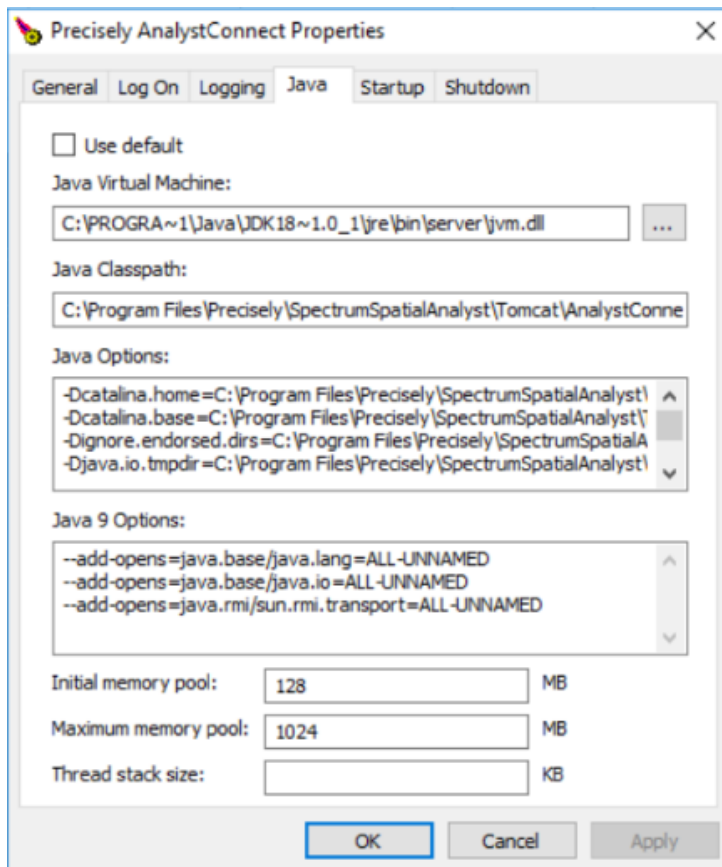 Precisely AnalystConnect Properties
General Log On Logging Java Startup Shutdown
Use default
Java Virtual Machine:
C:\PROGRA~1\Java\JDK18~1.0_1\jre\bin\server\jvm.dll
...
Java Classpath:
C:\Program Files\Precisely\SpectrumSpatialAnalyst\Tomcat\AnalystConne
Java Options:
-Dcatalina.home=C:\Program Files\Precisely\SpectrumSpatialAnalyst\
-Dcatalina.base=C:\Program Files\Precisely\SpectrumSpatialAnalyst\T
-Dignore.endorsed.dirs=C:\Program Files\Precisely\SpectrumSpatialA
-Djava.io.tmpdir=C:\Program Files\Precisely\SpectrumSpatialAnalyst\
Java 9 Options:
--add-opens=java.base/java.lang=ALL-UNNAMED
--add-opens=java.base/java.io=ALL-UNNAMED
--add-opens=java.rmi/sun.rmi.transport=ALL-UNNAMED
Initial memory pool: 128 MB
Maximum memory pool: 1024 MB
Thread stack size: KB
OK Cancel Apply